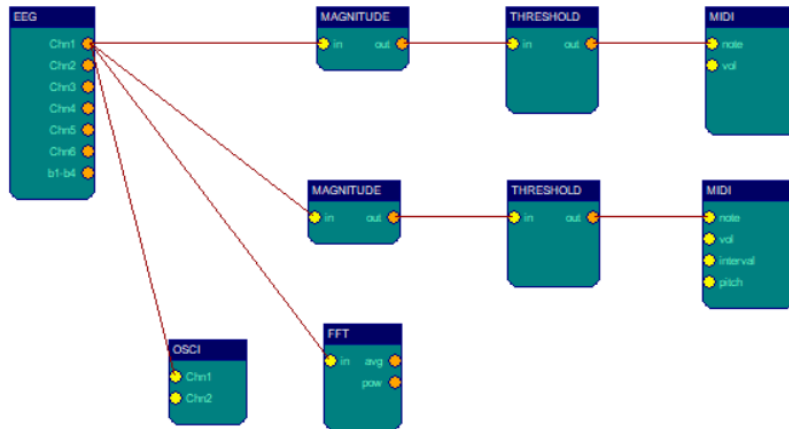 EEG
Chn1
Chn2
Chn3
Chn4
Chn5
Chn6
b1-b4
MAGNITUDE
in out
THRESHOLD
in out
MIDI
note
vol
MAGNITUDE
in out
THRESHOLD
in out
MIDI
note
vol
interval
pitch
OSCI
Chn1
Chn2
FFT
in avg
pow